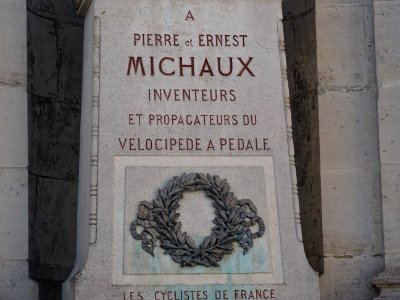 A
PIERRE et ERNEST
MICHAUX
INVENTEURS
ET PROPAGATEURS DU
VELOCIPEDE A PEDALE
LES CYCLISTES DE FRANCE